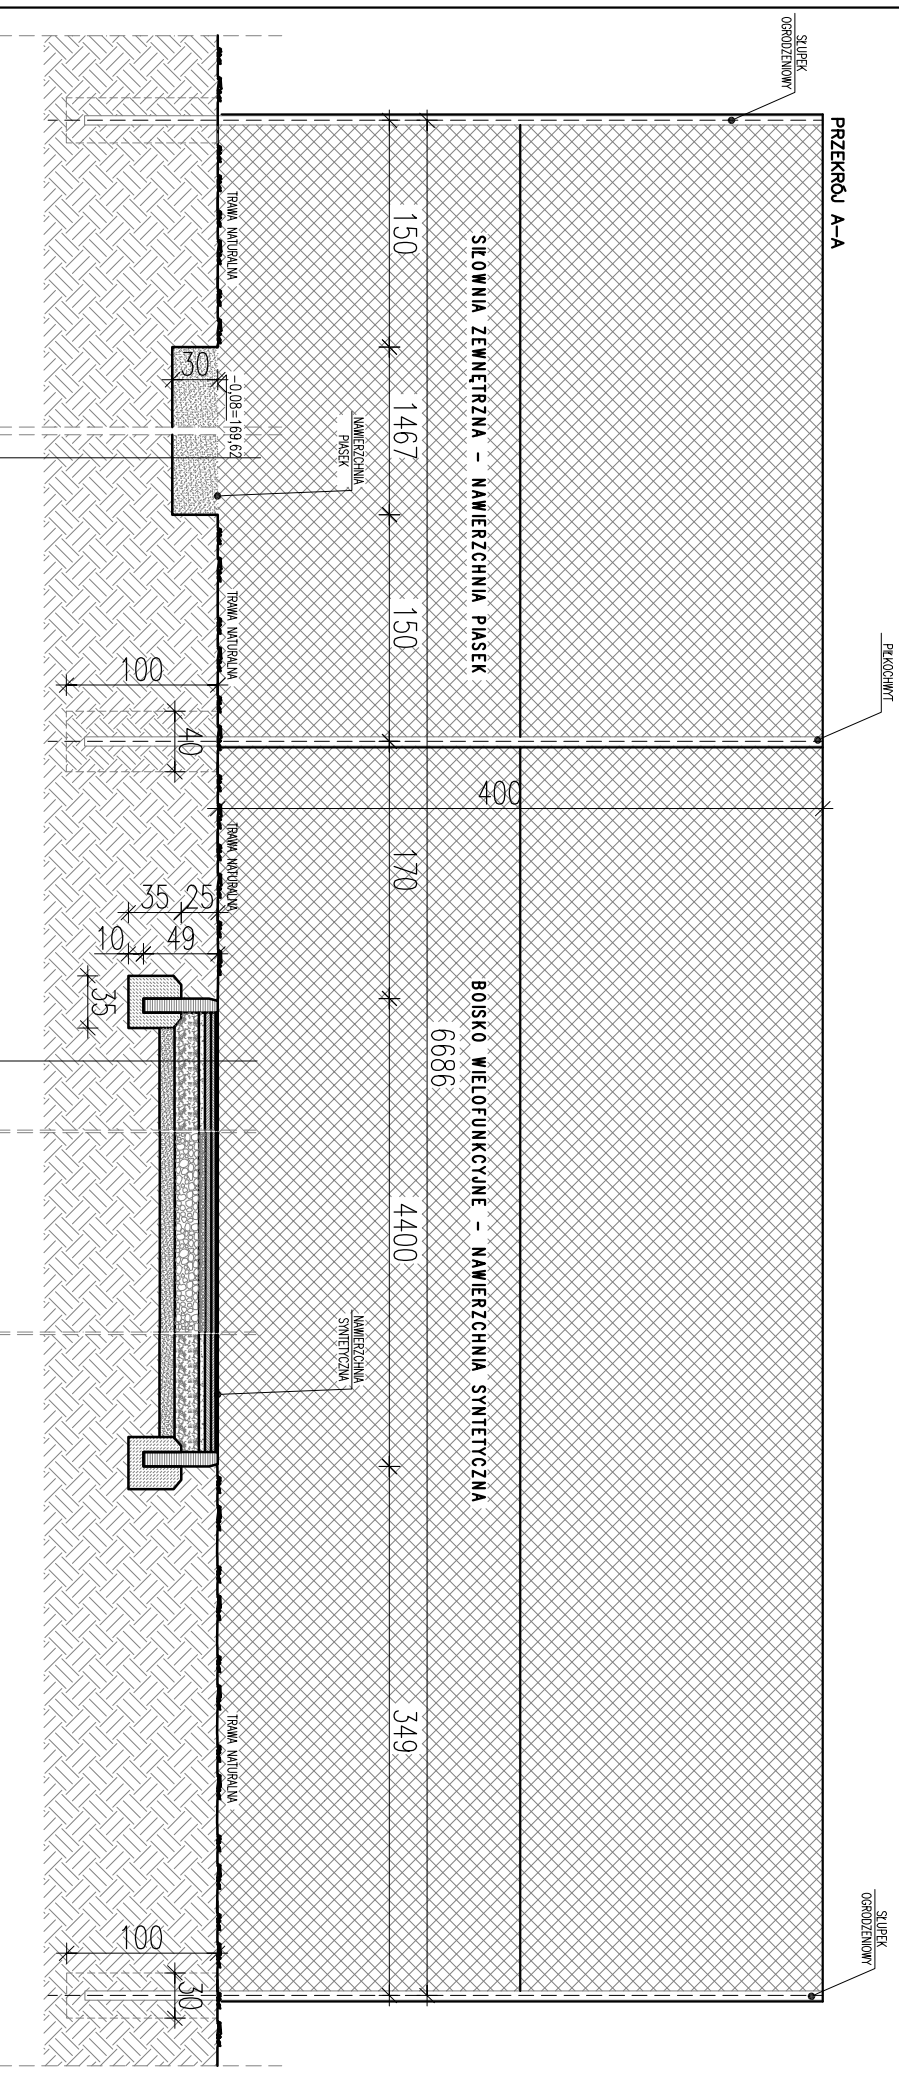 PRZEKRÓJ A-A
SŁUPEK
OGRODZENIOWY
PIŁKOCHWYT
SŁUPEK
OGRODZENIOWY
400
SIŁOWNIA ZEWNĘTRZNA - NAWIERZCHNIA PIASEK
BOISKO WIELOFUNKCYJNE - NAWIERZCHNIA SYNTETYCZNA
6686
150
1467
150
170
4400
349
NAWIERZCHNIA
PIASEK
NAWIERZCHNIA
SYNTETYCZNA
TRAWA NATURALNA
-0,08=169,62
TRAWA NATURALNA
TRAWA NATURALNA
TRAWA NATURALNA
30
100
40
35
25
10
49
35
100
30